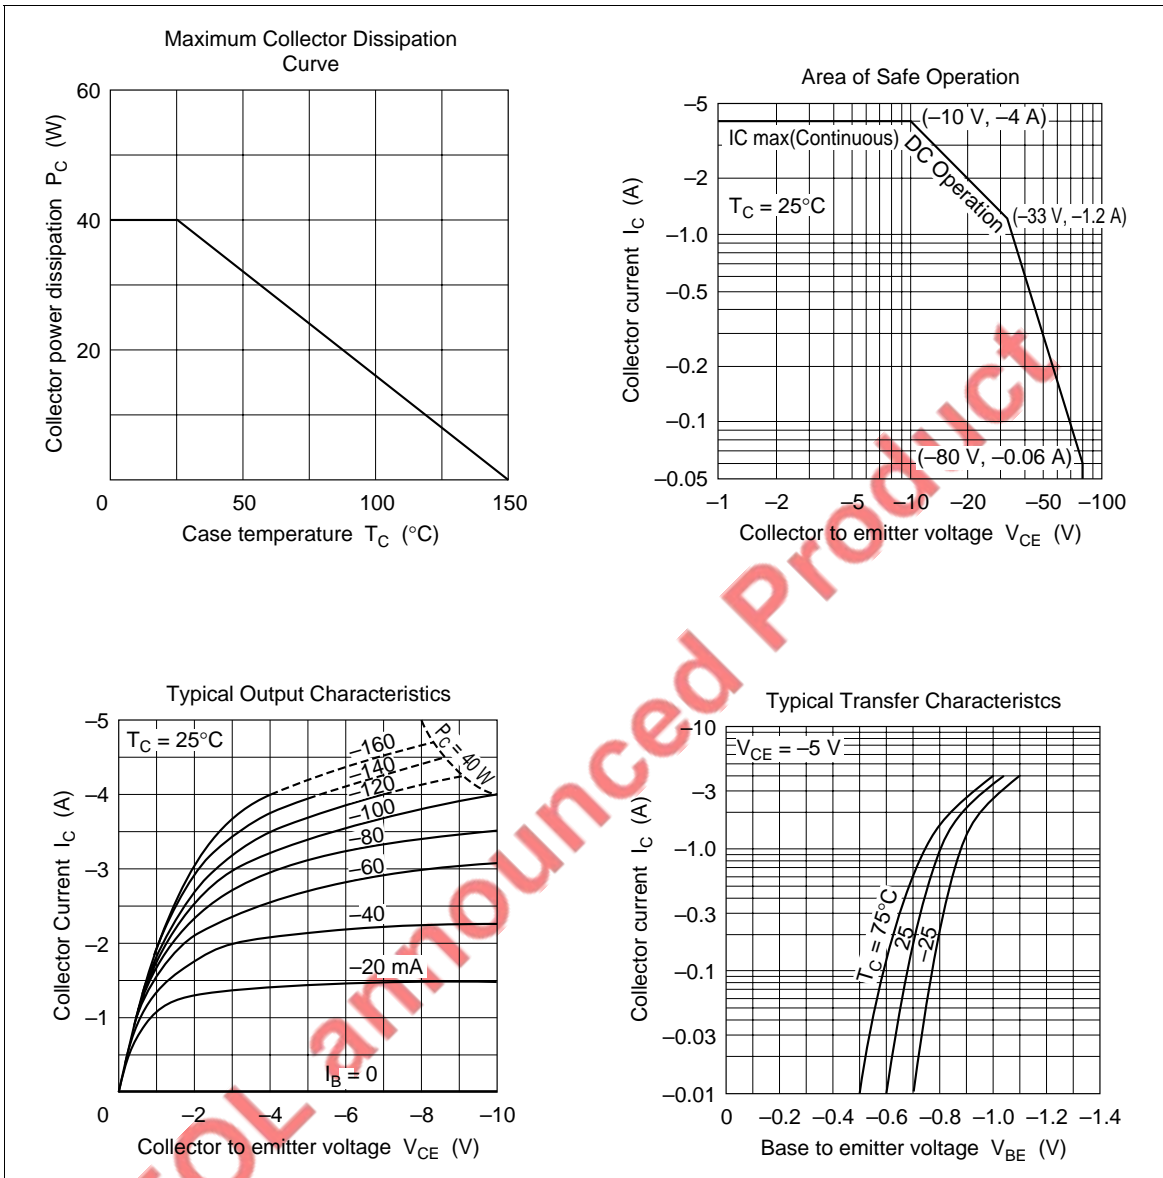 Maximum Collector Dissipation
Curve
Collector power dissipation P_C (W)
60
40
20
0
50
100
150
Case temperature T_C (°C)
Area of Safe Operation
Collector current I_C (A)
–5
–2
–1.0
–0.5
–0.2
–0.1
–0.05
(–10 V, –4 A)
IC max(Continuous)
DC Operation
T_C = 25°C
(–33 V, –1.2 A)
(–80 V, –0.06 A)
–1 –2 –5 –10 –20 –50 –100
Collector to emitter voltage V_CE (V)
Typical Output Characteristics
Collector Current I_C (A)
–5
–4
–3
–2
–1
T_C = 25°C
P_C = 40 W
–160
–140
–120
–100
–80
–60
–40
–20 mA
I_B = 0
0 –2 –4 –6 –8 –10
Collector to emitter voltage V_CE (V)
Typical Transfer Characteristcs
Collector current I_C (A)
–10
–3
–1.0
–0.3
–0.1
–0.03
–0.01
V_CE = –5 V
T_C = 75°C
25
–25
0 –0.2 –0.4 –0.6 –0.8 –1.0 –1.2 –1.4
Base to emitter voltage V_BE (V)
OL announced Product